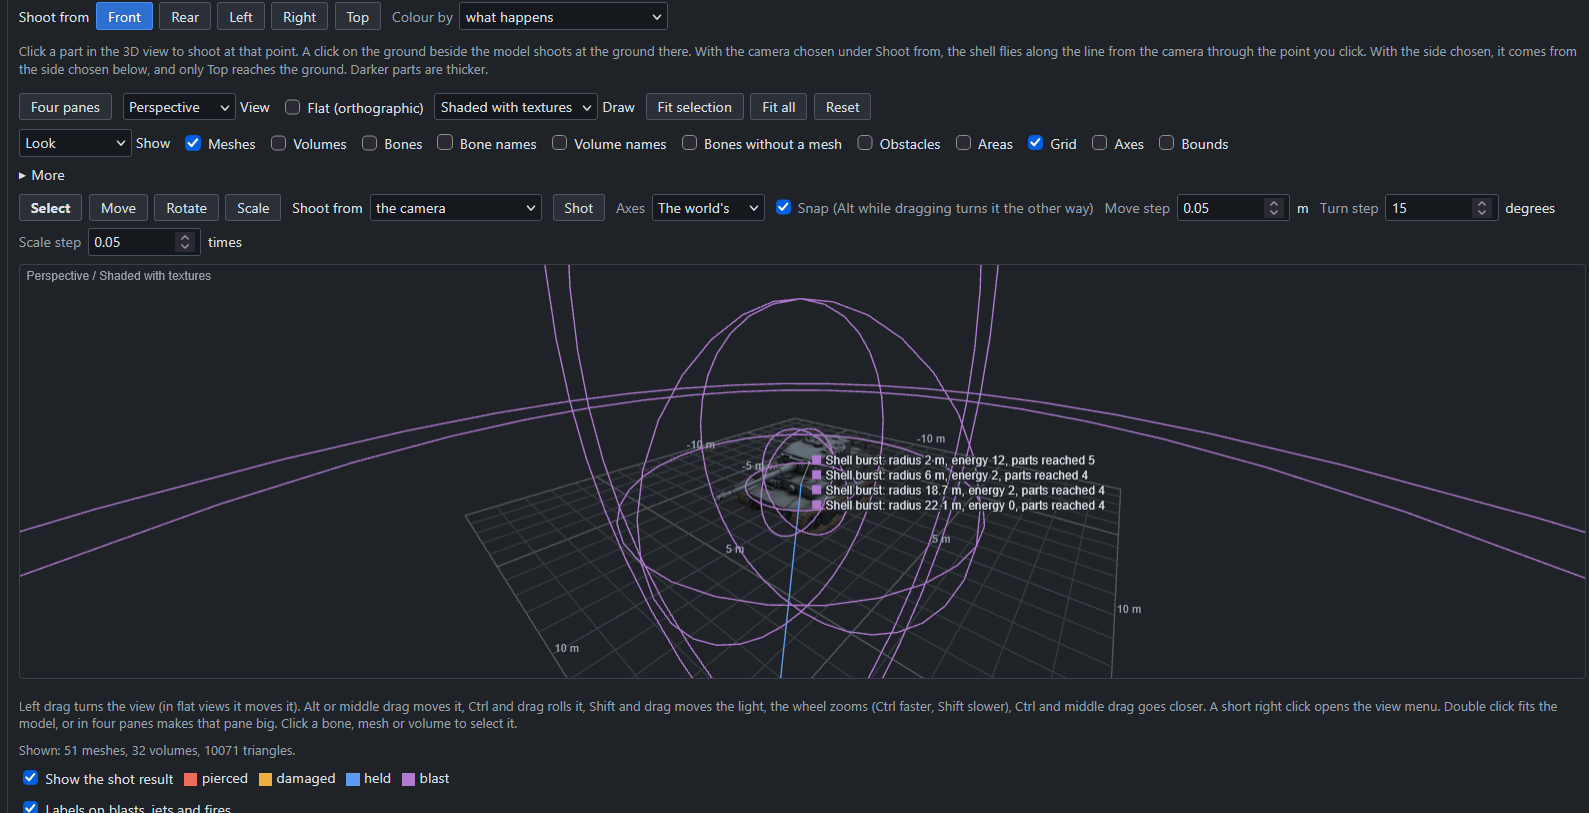 Shoot from Front Rear Left Right Top Colour by what happens
Click a part in the 3D view to shoot at that point. A click on the ground beside the model shoots at the ground there. With the camera chosen under Shoot from, the shell flies along the line from the camera through the point you click. With the side chosen, it comes from
the side chosen below, and only Top reaches the ground. Darker parts are thicker.
Four panes Perspective View Flat (orthographic) Shaded with textures Draw Fit selection Fit all Reset
Look Show Meshes Volumes Bones Bone names Volume names Bones without a mesh Obstacles Areas Grid Axes Bounds
More
Select Move Rotate Scale Shoot from the camera Shot Axes The world's Snap (Alt while dragging turns it the other way) Move step 0.05 m Turn step 15 degrees
Scale step 0.05 times
Perspective / Shaded with textures
-10 m
-10 m
-5 m
Shell burst: radius 2 m, energy 12, parts reached 5
Shell burst: radius 6 m, energy 2, parts reached 4
Shell burst: radius 18.7 m, energy 2, parts reached 4
Shell burst: radius 22.1 m, energy 0, parts reached 4
5 m
5 m
10 m
10 m
Left drag turns the view (in flat views it moves it). Alt or middle drag moves it, Ctrl and drag rolls it, Shift and drag moves the light, the wheel zooms (Ctrl faster, Shift slower), Ctrl and middle drag goes closer. A short right click opens the view menu. Double click fits the
model, or in four panes makes that pane big. Click a bone, mesh or volume to select it.
Shown: 51 meshes, 32 volumes, 10071 triangles.
Show the shot result pierced damaged held blast
Labels on blasts, jets and fires